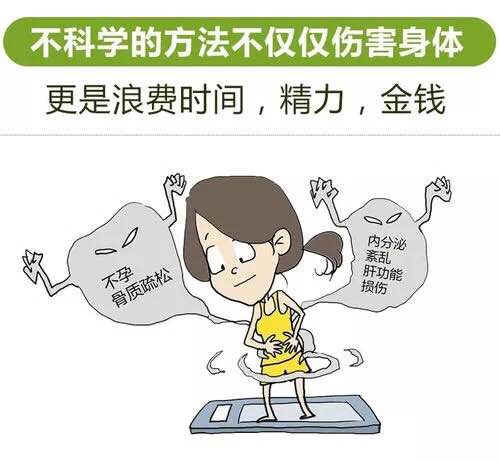 不科学的方法不仅仅伤害身体
更是浪费时间，精力，金钱
不孕
骨质疏松
内分泌
紊乱
肝功能
损伤